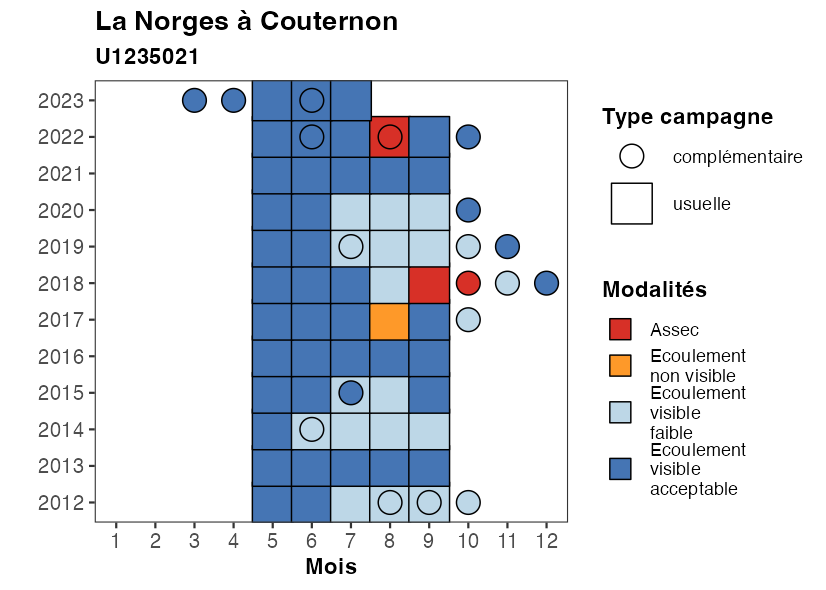 La Norges à Couternon
U1235021
2023
2022
2021
2020
2019
2018
2017
2016
2015
2014
2013
2012
1 2 3 4 5 6 7 8 9 10 11 12
Mois
Type campagne
complémentaire
usuelle
Modalités
Assec
Ecoulement
non visible
Ecoulement
visible
faible
Ecoulement
visible
acceptable